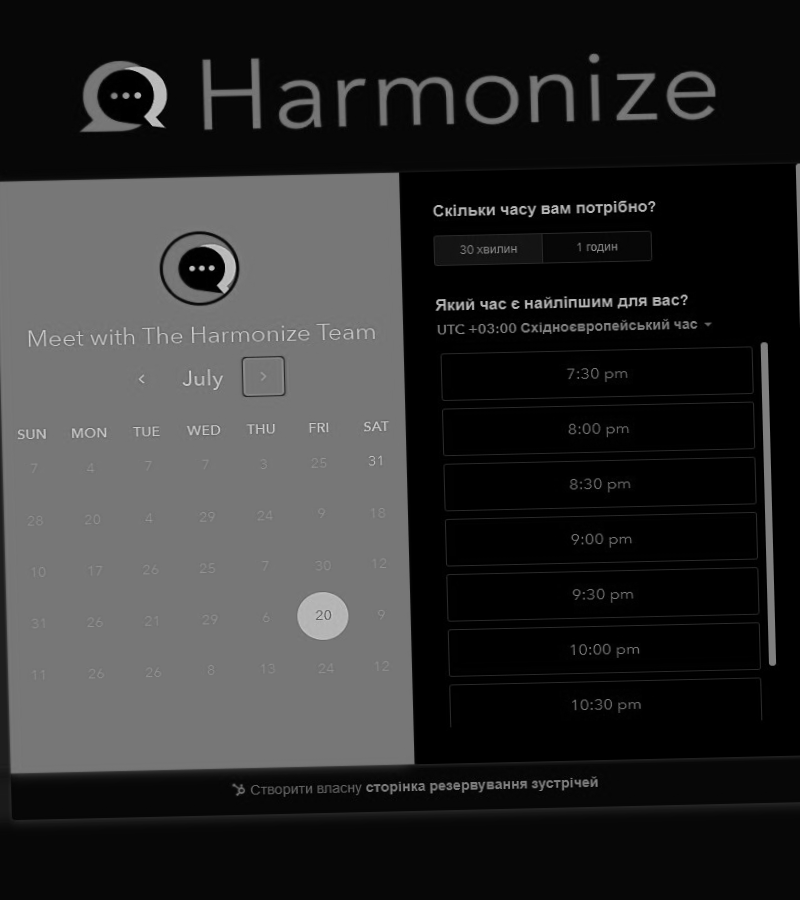 Harmonize
Meet with The Harmonize Team
July
SUN MON TUE WED THU FRI SAT
7 4 7 7 3 25 31
28 20 4 29 24 9 18
10 17 26 25 7 30 12
31 26 21 29 6 20 9
11 26 26 8 13 24 12
Скільки часу вам потрібно?
30 хвилин 1 годин
Який час є найліпшим для вас?
UTC +03:00 Східноєвропейський час
7:30 pm
8:00 pm
8:30 pm
9:00 pm
9:30 pm
10:00 pm
10:30 pm
Створити власну сторінка резервування зустрічей